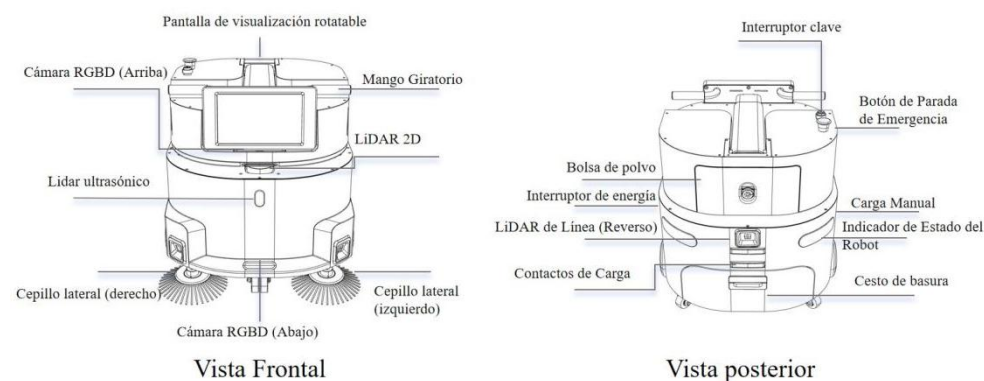 Pantalla de visualización rotatable
Cámara RGBD (Arriba)
Mango Giratorio
LiDAR 2D
Lidar ultrasónico
Cepillo lateral (derecho)
Cepillo lateral
(izquierdo)
Cámara RGBD (Abajo)
Vista Frontal
Interruptor clave
Botón de Parada
de Emergencia
Bolsa de polvo
Interruptor de energía
Carga Manual
LiDAR de Línea (Reverso)
Indicador de Estado del
Robot
Contactos de Carga
Cesto de basura
Vista posterior